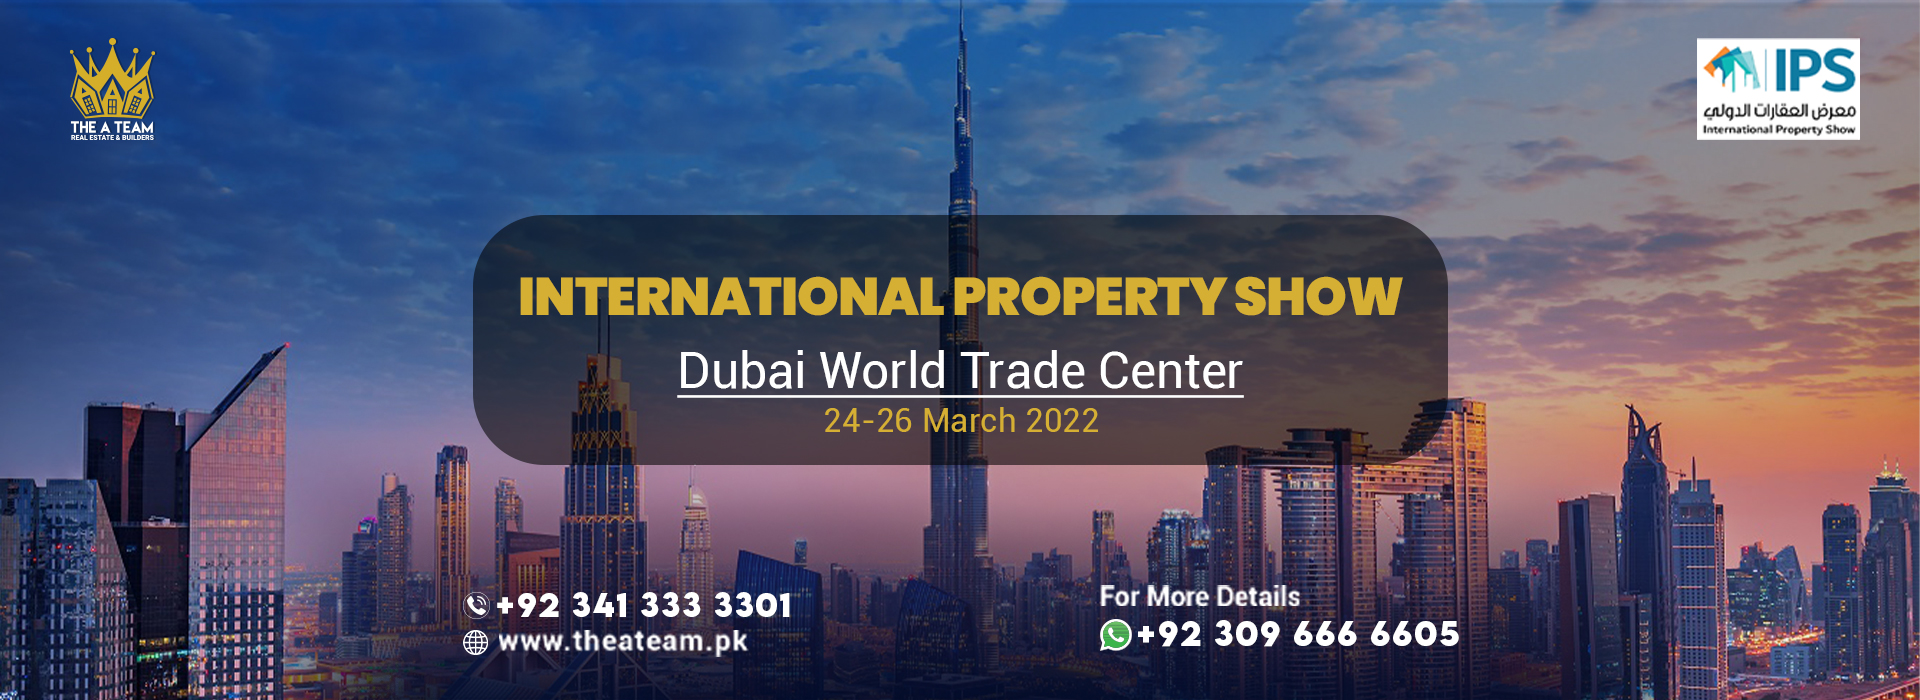 THE A TEAM
REAL ESTATE & BUILDERS
IPS
معرض العقارات الدولي
International Property Show
INTERNATIONAL PROPERTY SHOW
Dubai World Trade Center
24-26 March 2022
+92 341 333 3301
www.theateam.pk
For More Details
+92 309 666 6605